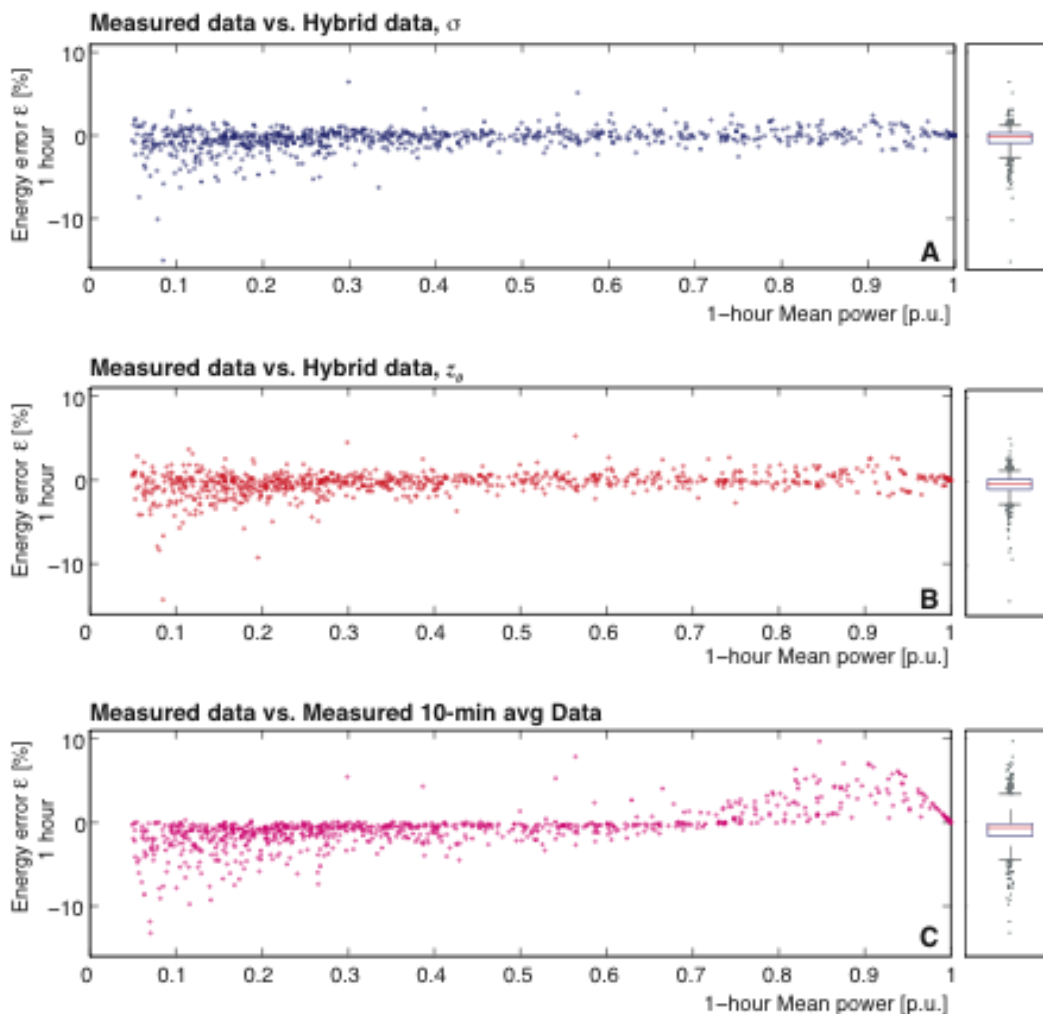 Measured data vs. Hybrid data, σ
Energy error ε [%]
1 hour
10
0
−10
A
0 0.1 0.2 0.3 0.4 0.5 0.6 0.7 0.8 0.9 1
1−hour Mean power [p.u.]
Measured data vs. Hybrid data, z₀
Energy error ε [%]
1 hour
10
0
−10
B
0 0.1 0.2 0.3 0.4 0.5 0.6 0.7 0.8 0.9 1
1−hour Mean power [p.u.]
Measured data vs. Measured 10-min avg Data
Energy error ε [%]
1 hour
10
0
−10
C
0 0.1 0.2 0.3 0.4 0.5 0.6 0.7 0.8 0.9 1
1−hour Mean power [p.u.]